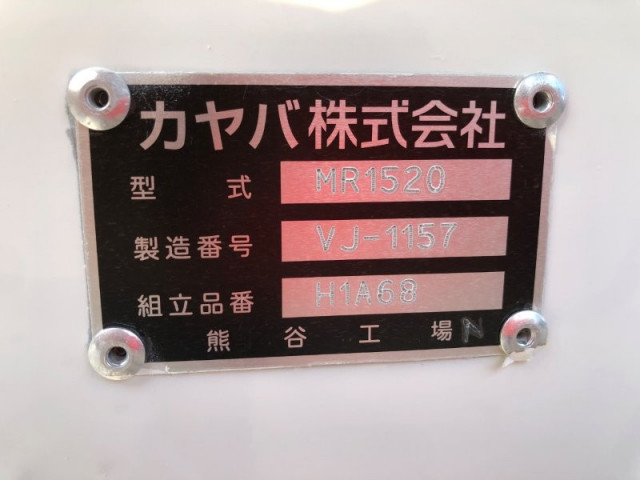 カヤバ株式会社
型式 MR1520
製造番号 VJ-1157
組立品番 H1A68
熊谷工場 N